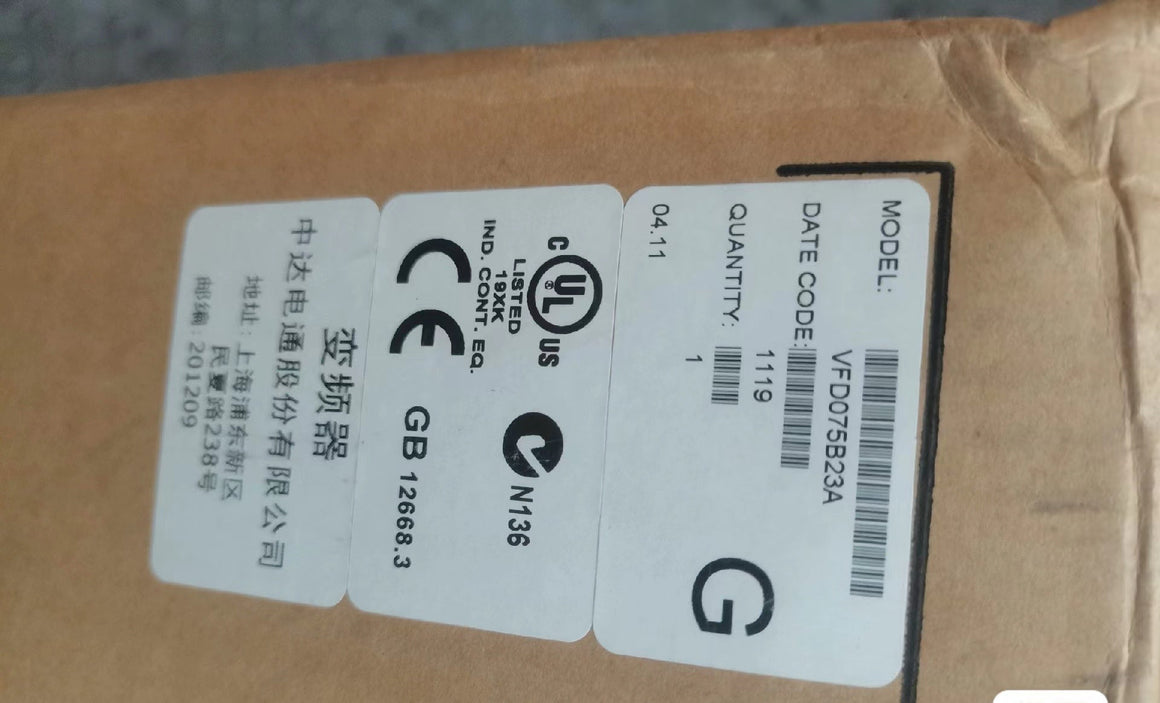 MODEL:
VFD075B23A
DATE CODE:
1119
QUANTITY:
1
04.11
G
C UL ® US
LISTED
19XK
IND. CONT. EQ.
N136
CE
GB 12668.3
变频器
中达电通股份有限公司
地址:上海浦东新区
民夏路238号
邮编:201209